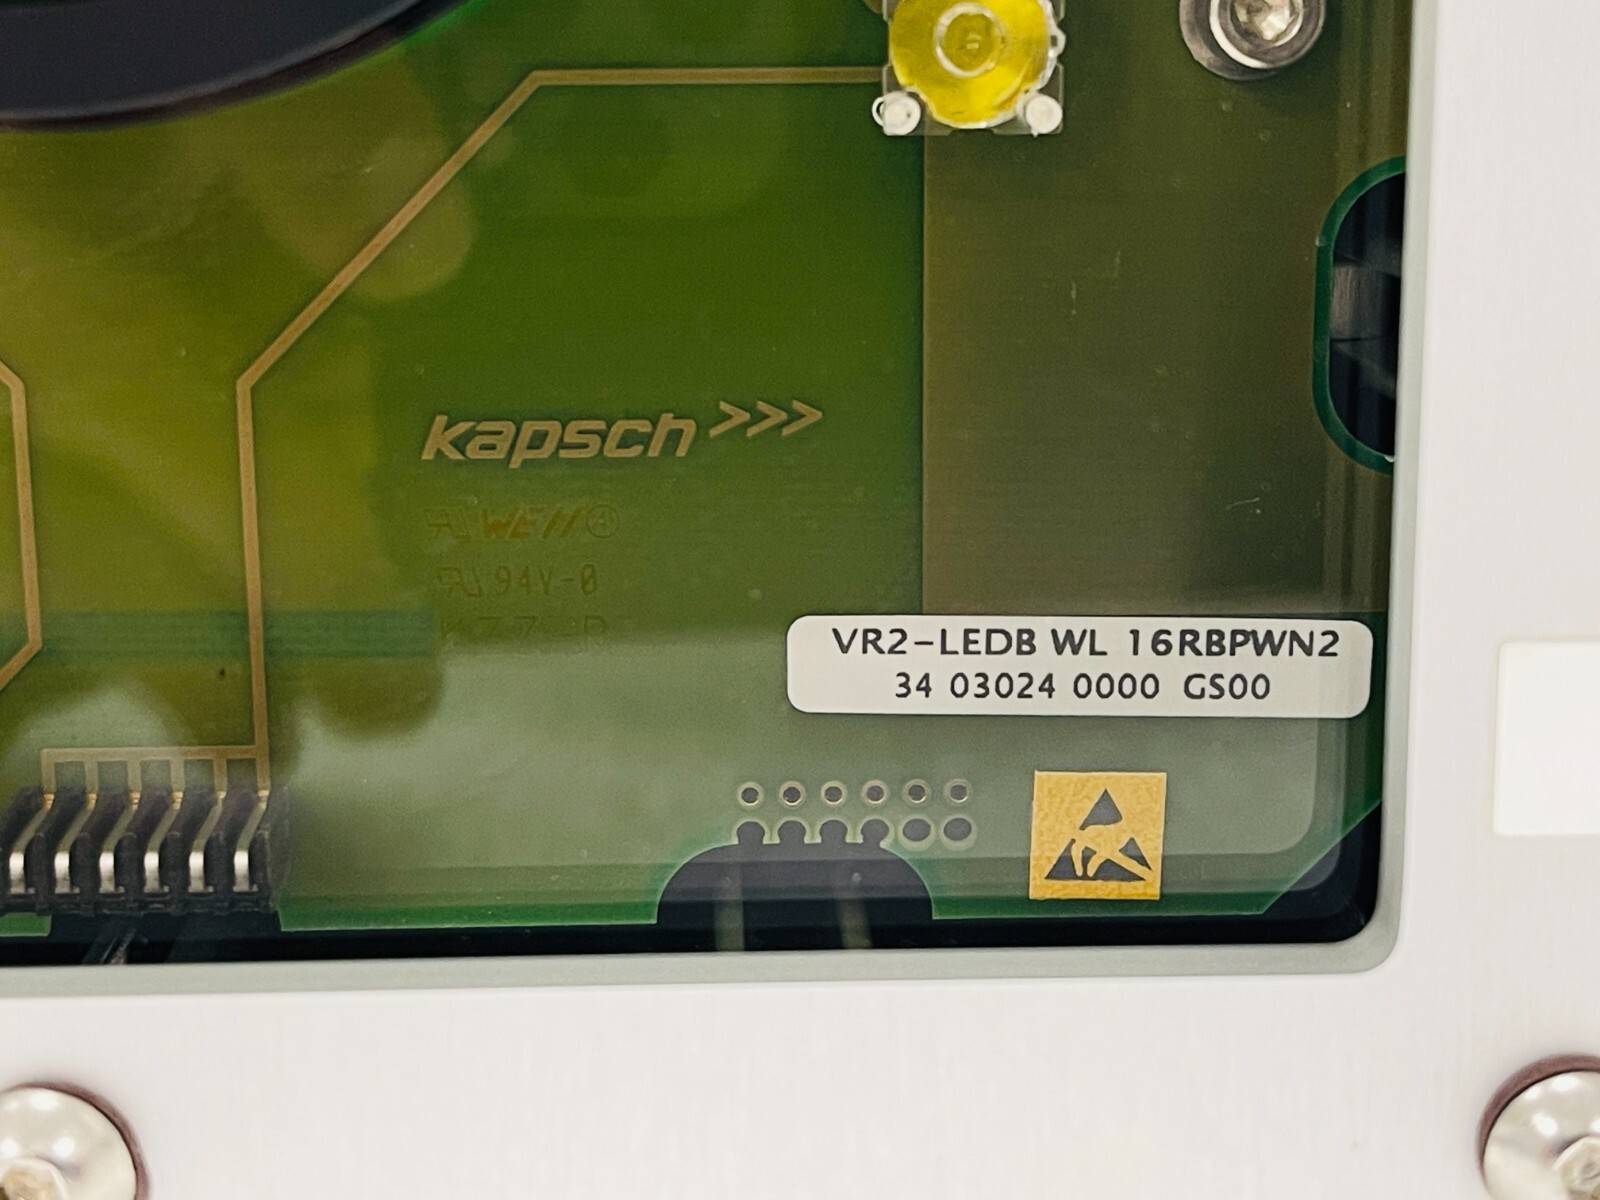 kapsch >>>
94V-0
VR2-LEDB WL 16RBPWN2
34 03024 0000 GS00